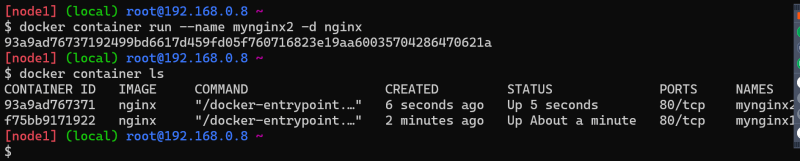 [node1] (local) root@192.168.0.8 ~
$ docker container run --name mynginx2 -d nginx
93a9ad76737192499bd6617d459fd05f760716823e19aa60035704286470621a
[node1] (local) root@192.168.0.8 ~
$ docker container ls
CONTAINER ID   IMAGE   COMMAND   CREATED   STATUS   PORTS   NAMES
93a9ad767371   nginx   "/docker-entrypoint.…"   6 seconds ago   Up 5 seconds   80/tcp   mynginx2
f75bb9171922   nginx   "/docker-entrypoint.…"   2 minutes ago   Up About a minute   80/tcp   mynginx1
[node1] (local) root@192.168.0.8 ~
$